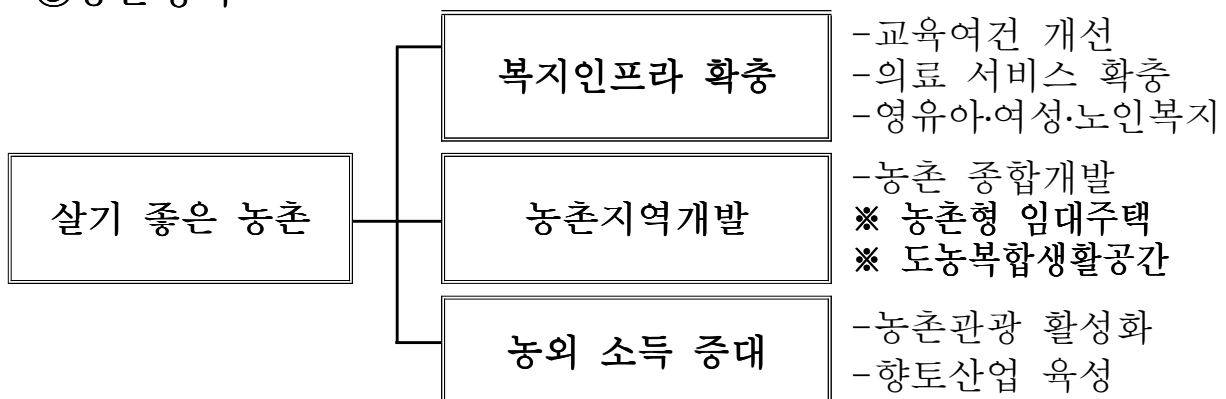 복지인프라 확충
-교육여건 개선
-의료 서비스 확충
-영유아·여성·노인복지
살기 좋은 농촌
농촌지역개발
-농촌 종합개발
※ 농촌형 임대주택
※ 도농복합생활공간
농외 소득 증대
-농촌관광 활성화
-향토산업 육성